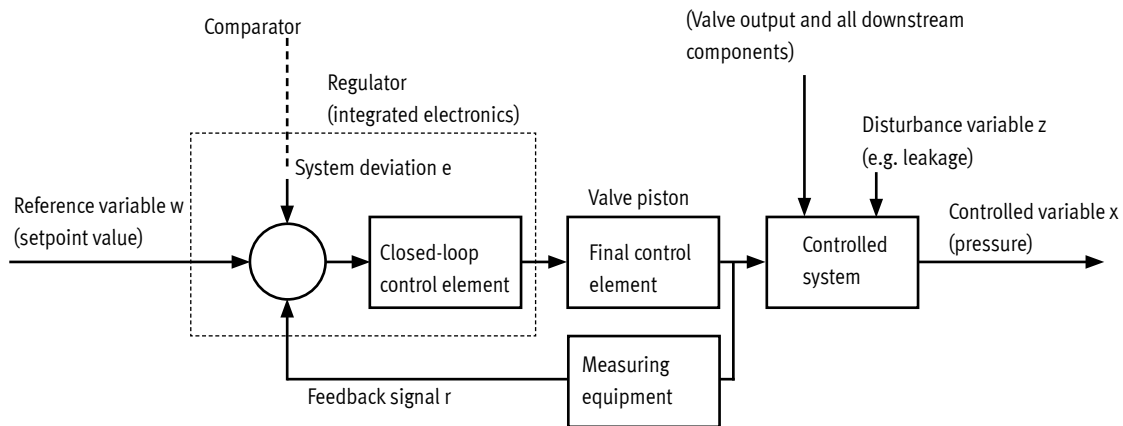 Comparator
(Valve output and all downstream
components)
Regulator
(integrated electronics)
Disturbance variable z
(e.g. leakage)
System deviation e
Reference variable w
(setpoint value)
Valve piston
Controlled variable x
(pressure)
Closed-loop
control element
Final control
element
Controlled
system
Measuring
equipment
Feedback signal r